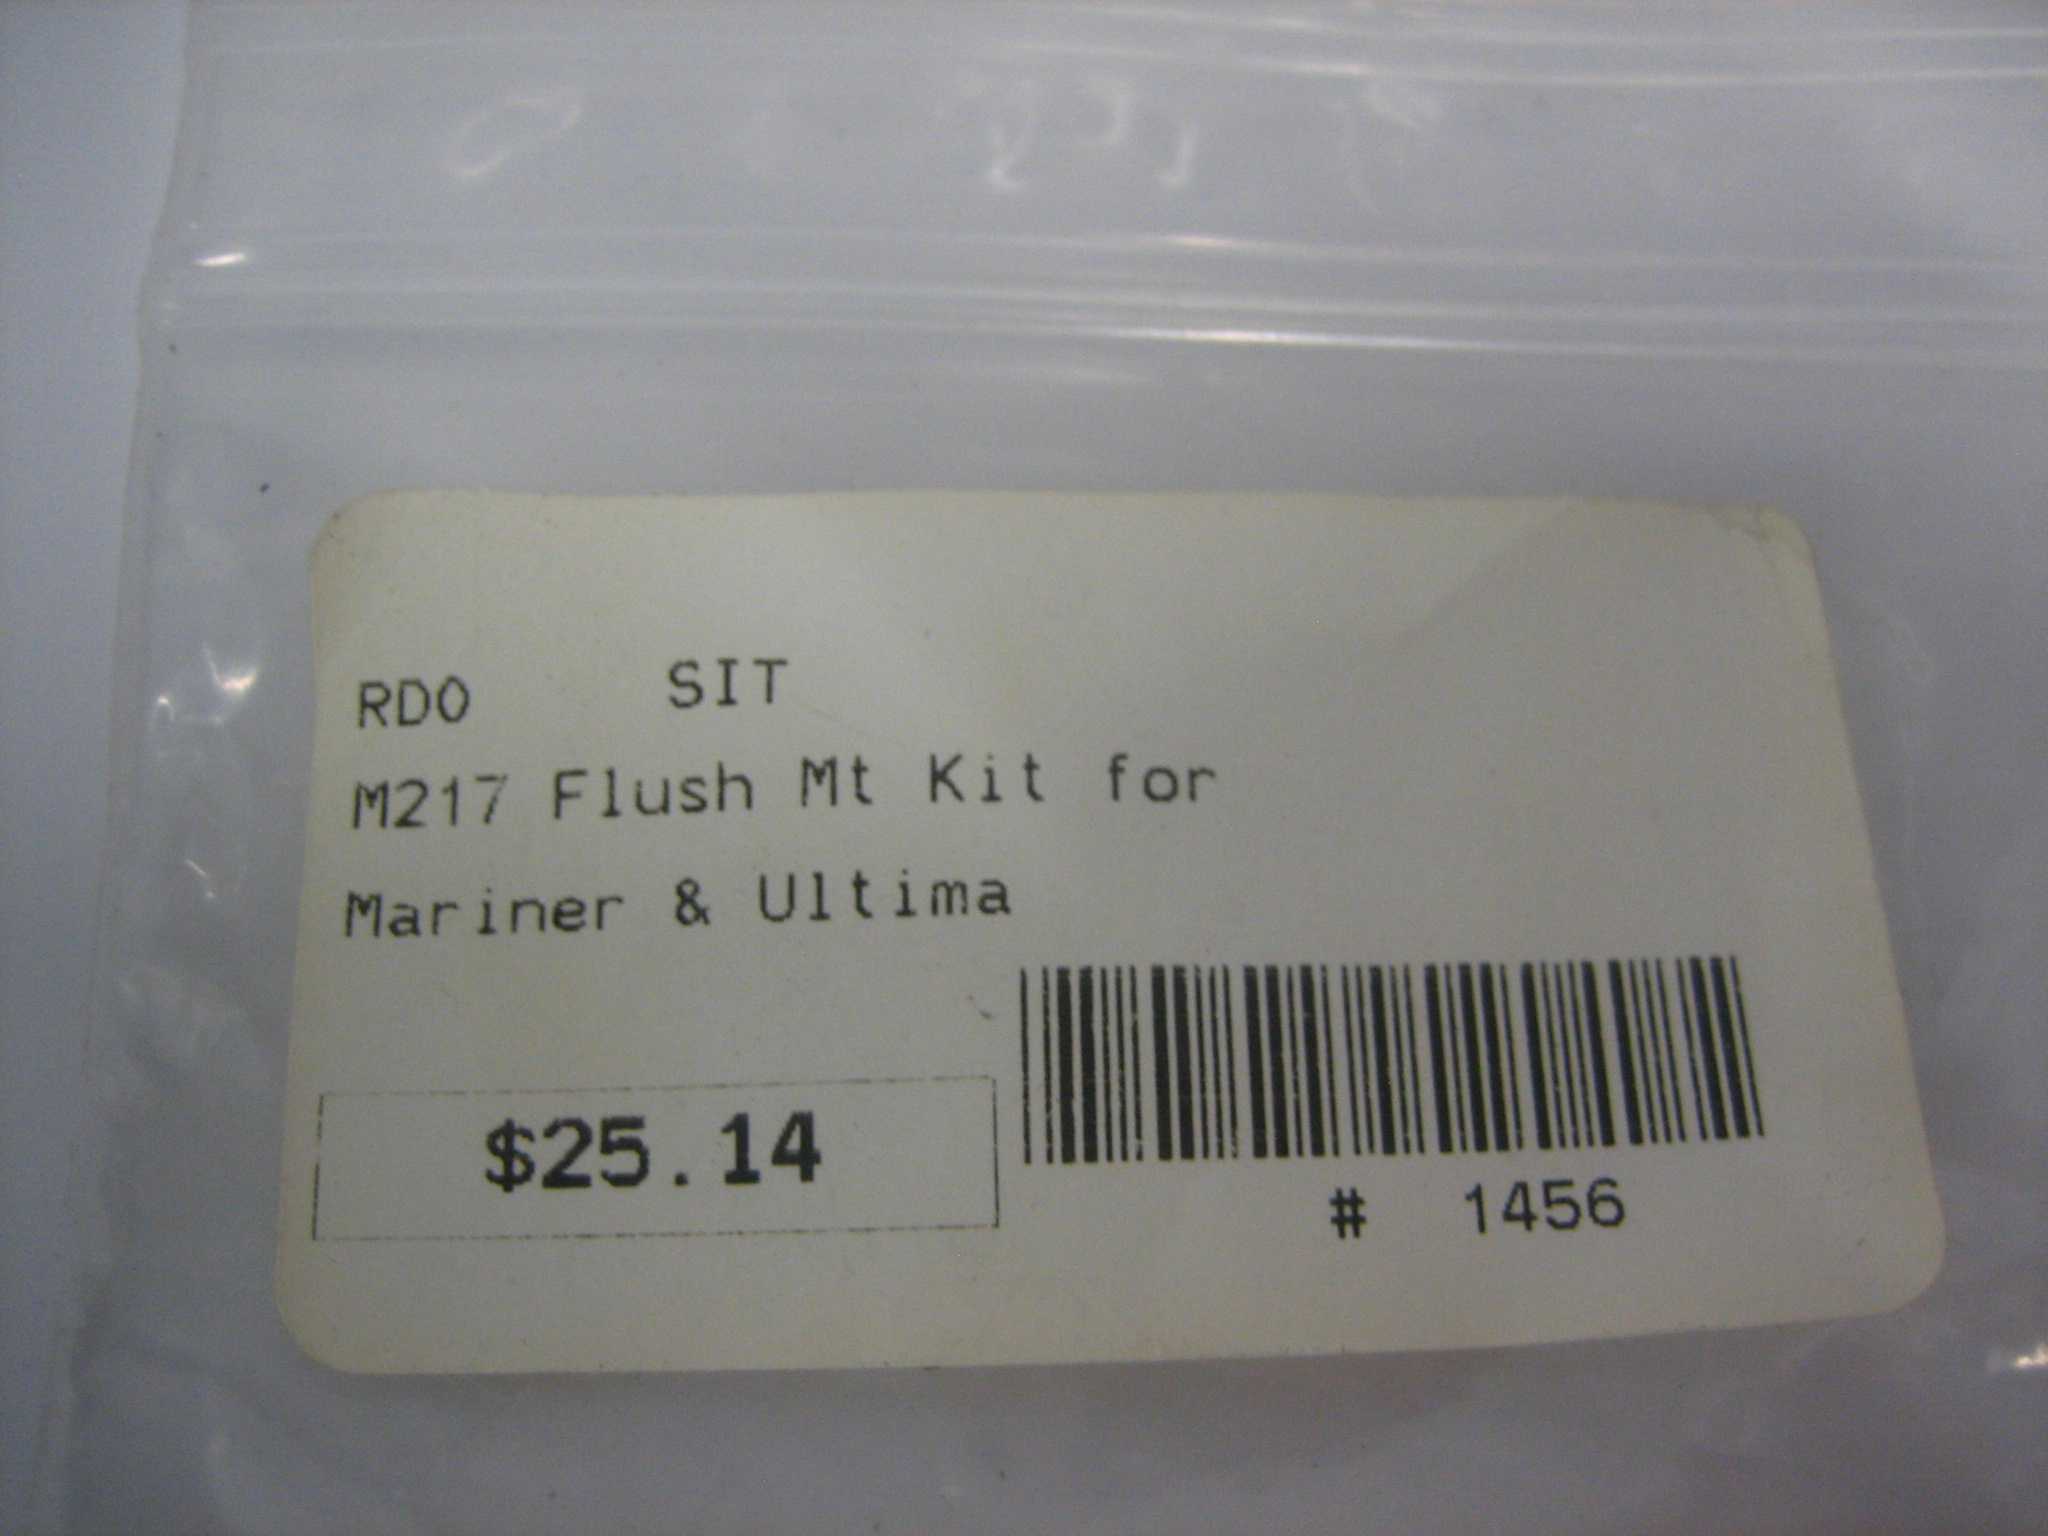 RDO SIT
M217 Flush Mt Kit for
Mariner & Ultima
$25.14
# 1456